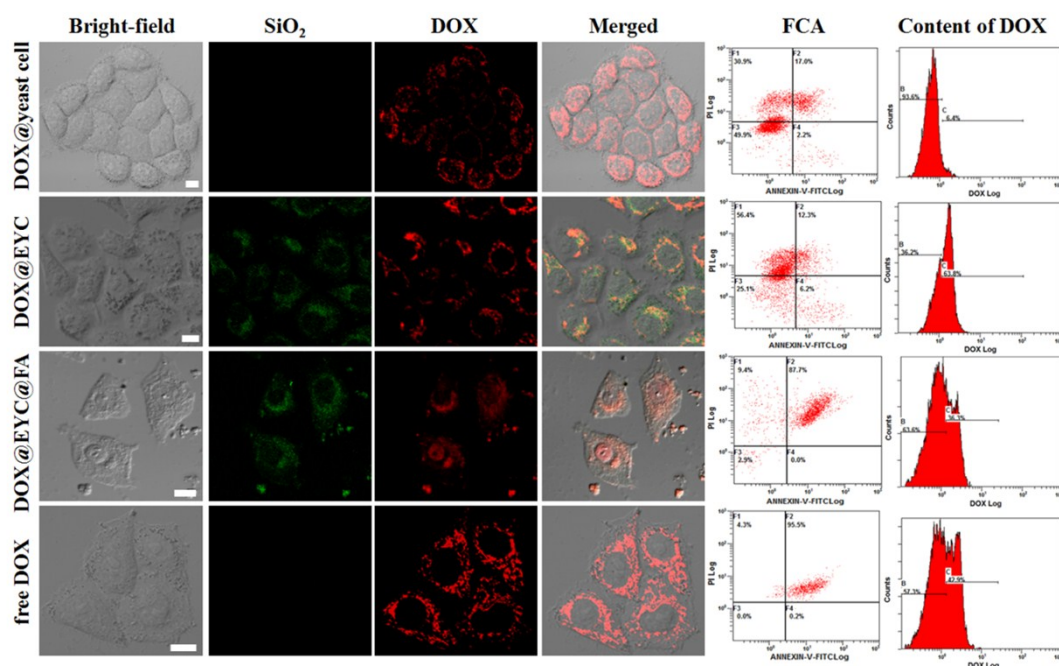 Bright-field SiO₂ DOX Merged FCA Content of DOX
DOX@yeast cell
F1 F2
30.9% 17.0%
F3 F4
49.9% 2.2%
PI Log
ANNEXIN-V-FITCLog
B
93.6%
C
6.4%
Counts
DOX Log
DOX@EYC
F1 F2
56.4% 12.3%
F3 F4
25.1% 6.2%
PI Log
ANNEXIN-V-FITCLog
B
36.2%
C
63.8%
Counts
DOX Log
DOX@EYC@FA
F1 F2
9.4% 87.7%
F3 F4
2.9% 0.0%
PI Log
ANNEXIN-V-FITCLog
B
63.6%
C
36.3%
Counts
DOX Log
free DOX
F1 F2
4.3% 95.5%
F3 F4
0.0% 0.2%
PI Log
ANNEXIN-V-FITCLog
B
57.3%
C
42.9%
Counts
DOX Log